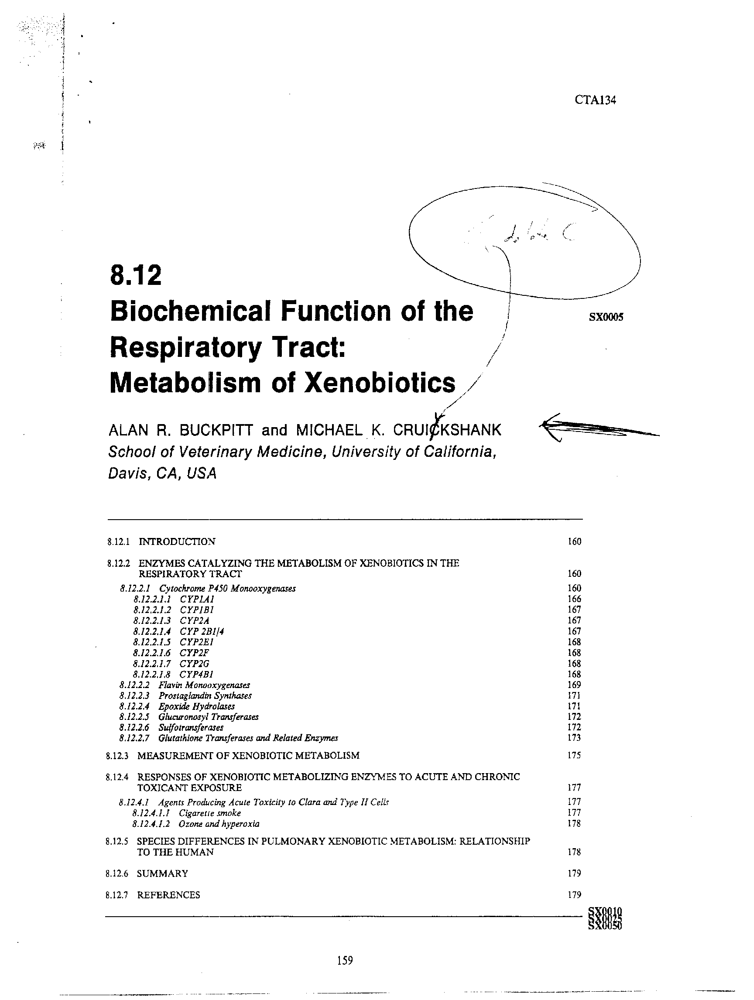 CTA134
8.12
Biochemical Function of the
Respiratory Tract:
Metabolism of Xenobiotics
SX0005
ALAN R. BUCKPITT and MICHAEL K. CRUICKSHANK
School of Veterinary Medicine, University of California,
Davis, CA, USA
8.12.1 INTRODUCTION 160
8.12.2 ENZYMES CATALYZING THE METABOLISM OF XENOBIOTICS IN THE
RESPIRATORY TRACT 160
8.12.2.1 Cytochrome P450 Monooxygenases 160
8.12.2.1.1 CYP1A1 166
8.12.2.1.2 CYP1B1 167
8.12.2.1.3 CYP2A 167
8.12.2.1.4 CYP 2B1/4 167
8.12.2.1.5 CYP2E1 168
8.12.2.1.6 CYP2F 168
8.12.2.1.7 CYP2G 168
8.12.2.1.8 CYP4B1 168
8.12.2.2 Flavin Monooxygenases 169
8.12.2.3 Prostaglandin Synthases 171
8.12.2.4 Epoxide Hydrolases 171
8.12.2.5 Glucuronosyl Transferases 172
8.12.2.6 Sulfotransferases 172
8.12.2.7 Glutathione Transferases and Related Enzymes 173
8.12.3 MEASUREMENT OF XENOBIOTIC METABOLISM 175
8.12.4 RESPONSES OF XENOBIOTIC METABOLIZING ENZYMES TO ACUTE AND CHRONIC
TOXICANT EXPOSURE 177
8.12.4.1 Agents Producing Acute Toxicity to Clara and Type II Cells 177
8.12.4.1.1 Cigarette smoke 177
8.12.4.1.2 Ozone and hyperoxia 178
8.12.5 SPECIES DIFFERENCES IN PULMONARY XENOBIOTIC METABOLISM: RELATIONSHIP
TO THE HUMAN 178
8.12.6 SUMMARY 179
8.12.7 REFERENCES 179
SX0010
SX0025
SX0050
159